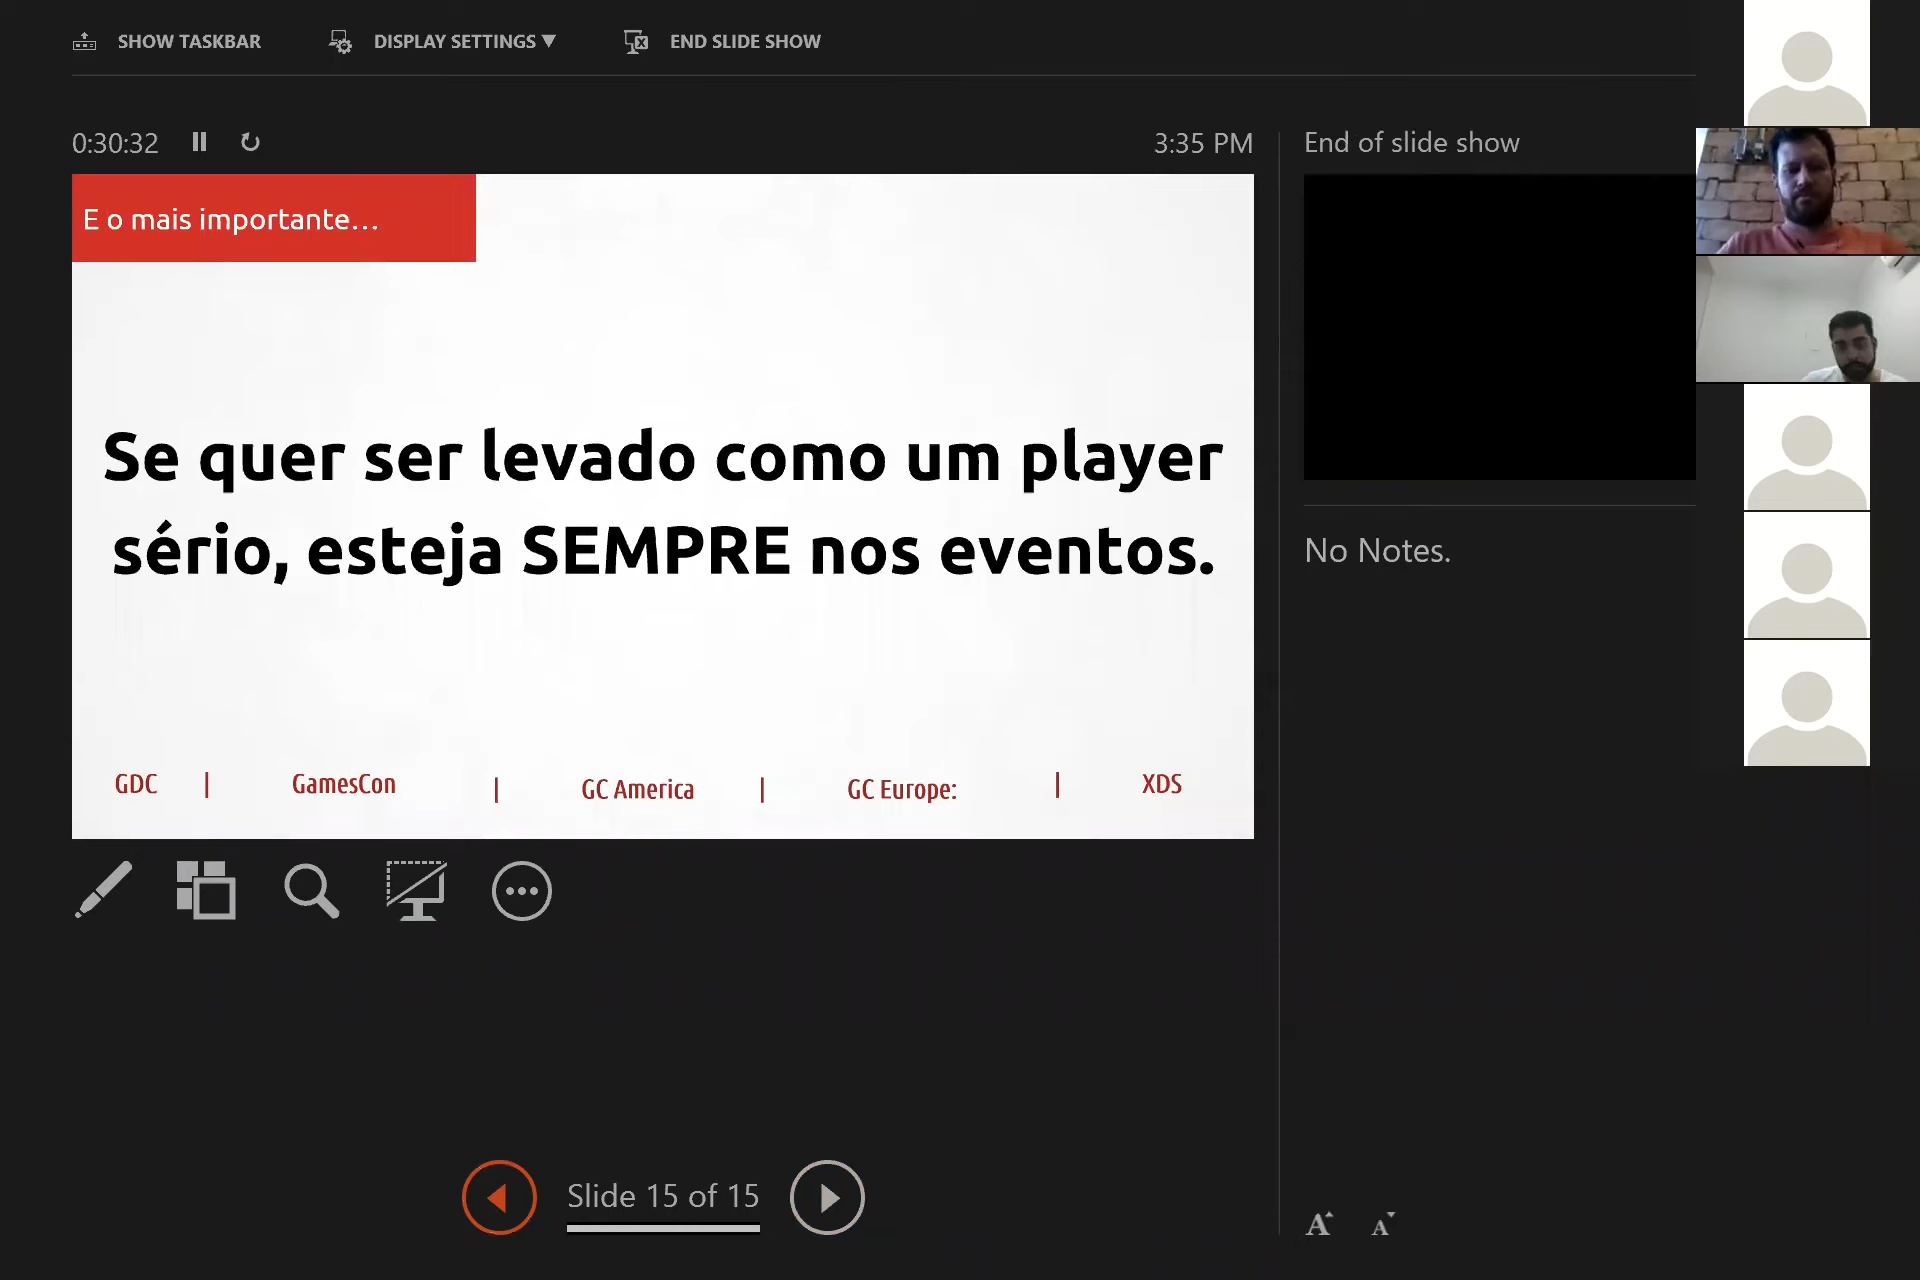 SHOW TASKBAR DISPLAY SETTINGS ▼ END SLIDE SHOW
0:30:32 3:35 PM
End of slide show
E o mais importante...
Se quer ser levado como um player
sério, esteja SEMPRE nos eventos.
GDC | GamesCon | GC America | GC Europe: | XDS
No Notes.
Slide 15 of 15
A A